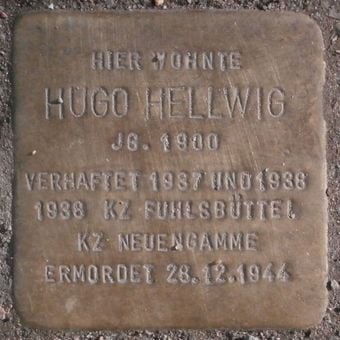 HIER WOHNTE
HUGO HELLWIG
JG. 1900
VERHAFTET 1937 UND 1938
1938 KZ FUHLSBÜTTEL
KZ NEUENGAMME
ERMORDET 28.12.1944